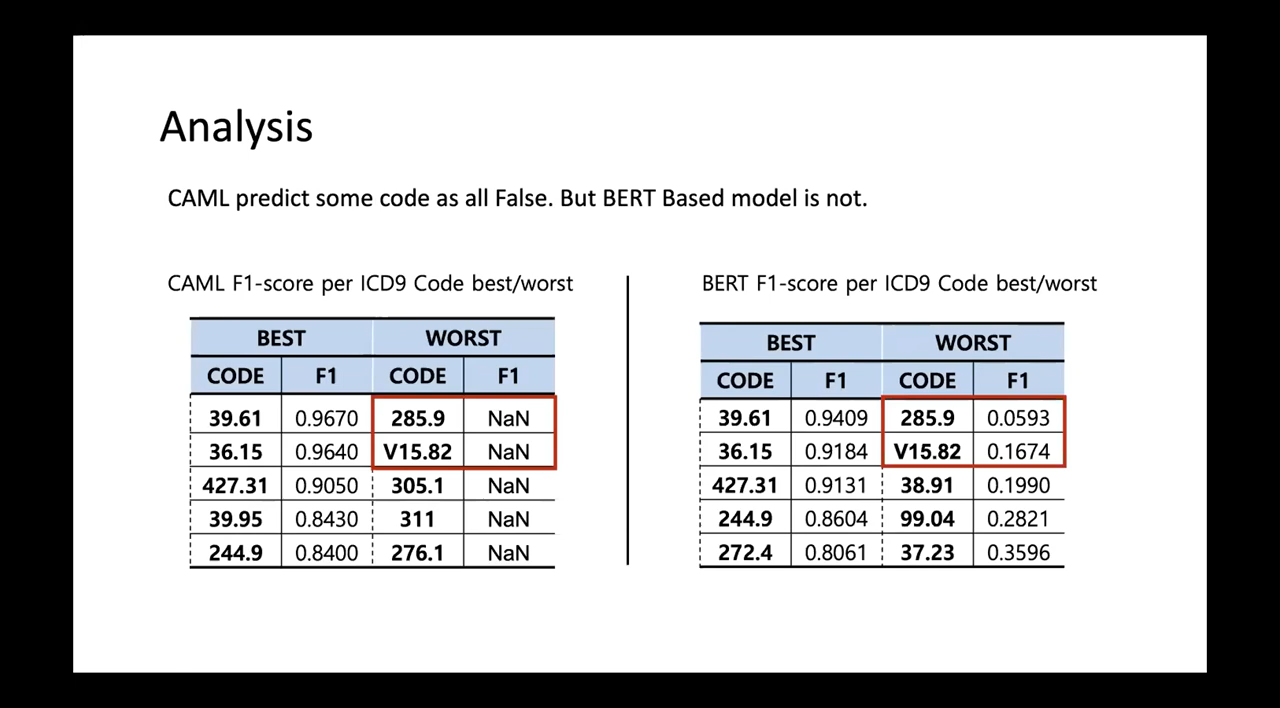 Analysis
CAML predict some code as all False. But BERT Based model is not.
CAML F1-score per ICD9 Code best/worst
BEST WORST
CODE F1 CODE F1
39.61 0.9670 285.9 NaN
36.15 0.9640 V15.82 NaN
427.31 0.9050 305.1 NaN
39.95 0.8430 311 NaN
244.9 0.8400 276.1 NaN
BERT F1-score per ICD9 Code best/worst
BEST WORST
CODE F1 CODE F1
39.61 0.9409 285.9 0.0593
36.15 0.9184 V15.82 0.1674
427.31 0.9131 38.91 0.1990
244.9 0.8604 99.04 0.2821
272.4 0.8061 37.23 0.3596